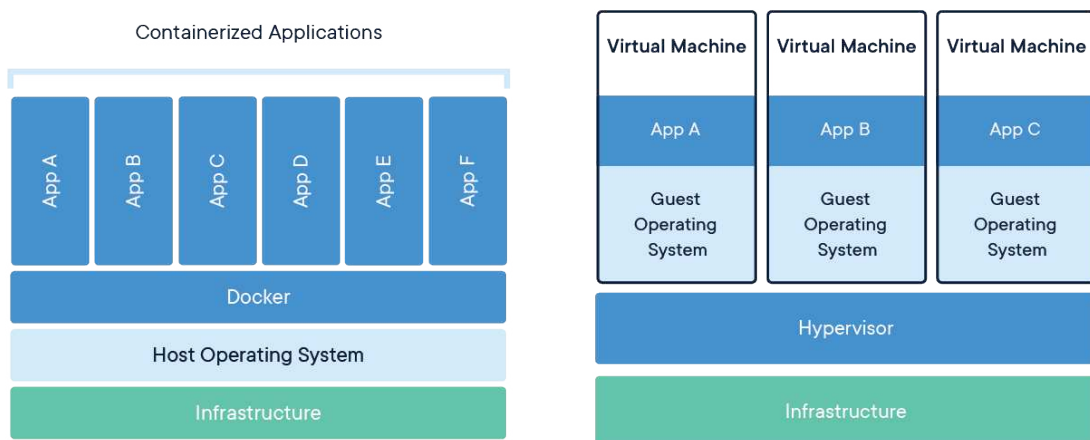 Containerized Applications
App A
App B
App C
App D
App E
App F
Docker
Host Operating System
Infrastructure
Virtual Machine
App A
Guest
Operating
System
Virtual Machine
App B
Guest
Operating
System
Virtual Machine
App C
Guest
Operating
System
Hypervisor
Infrastructure